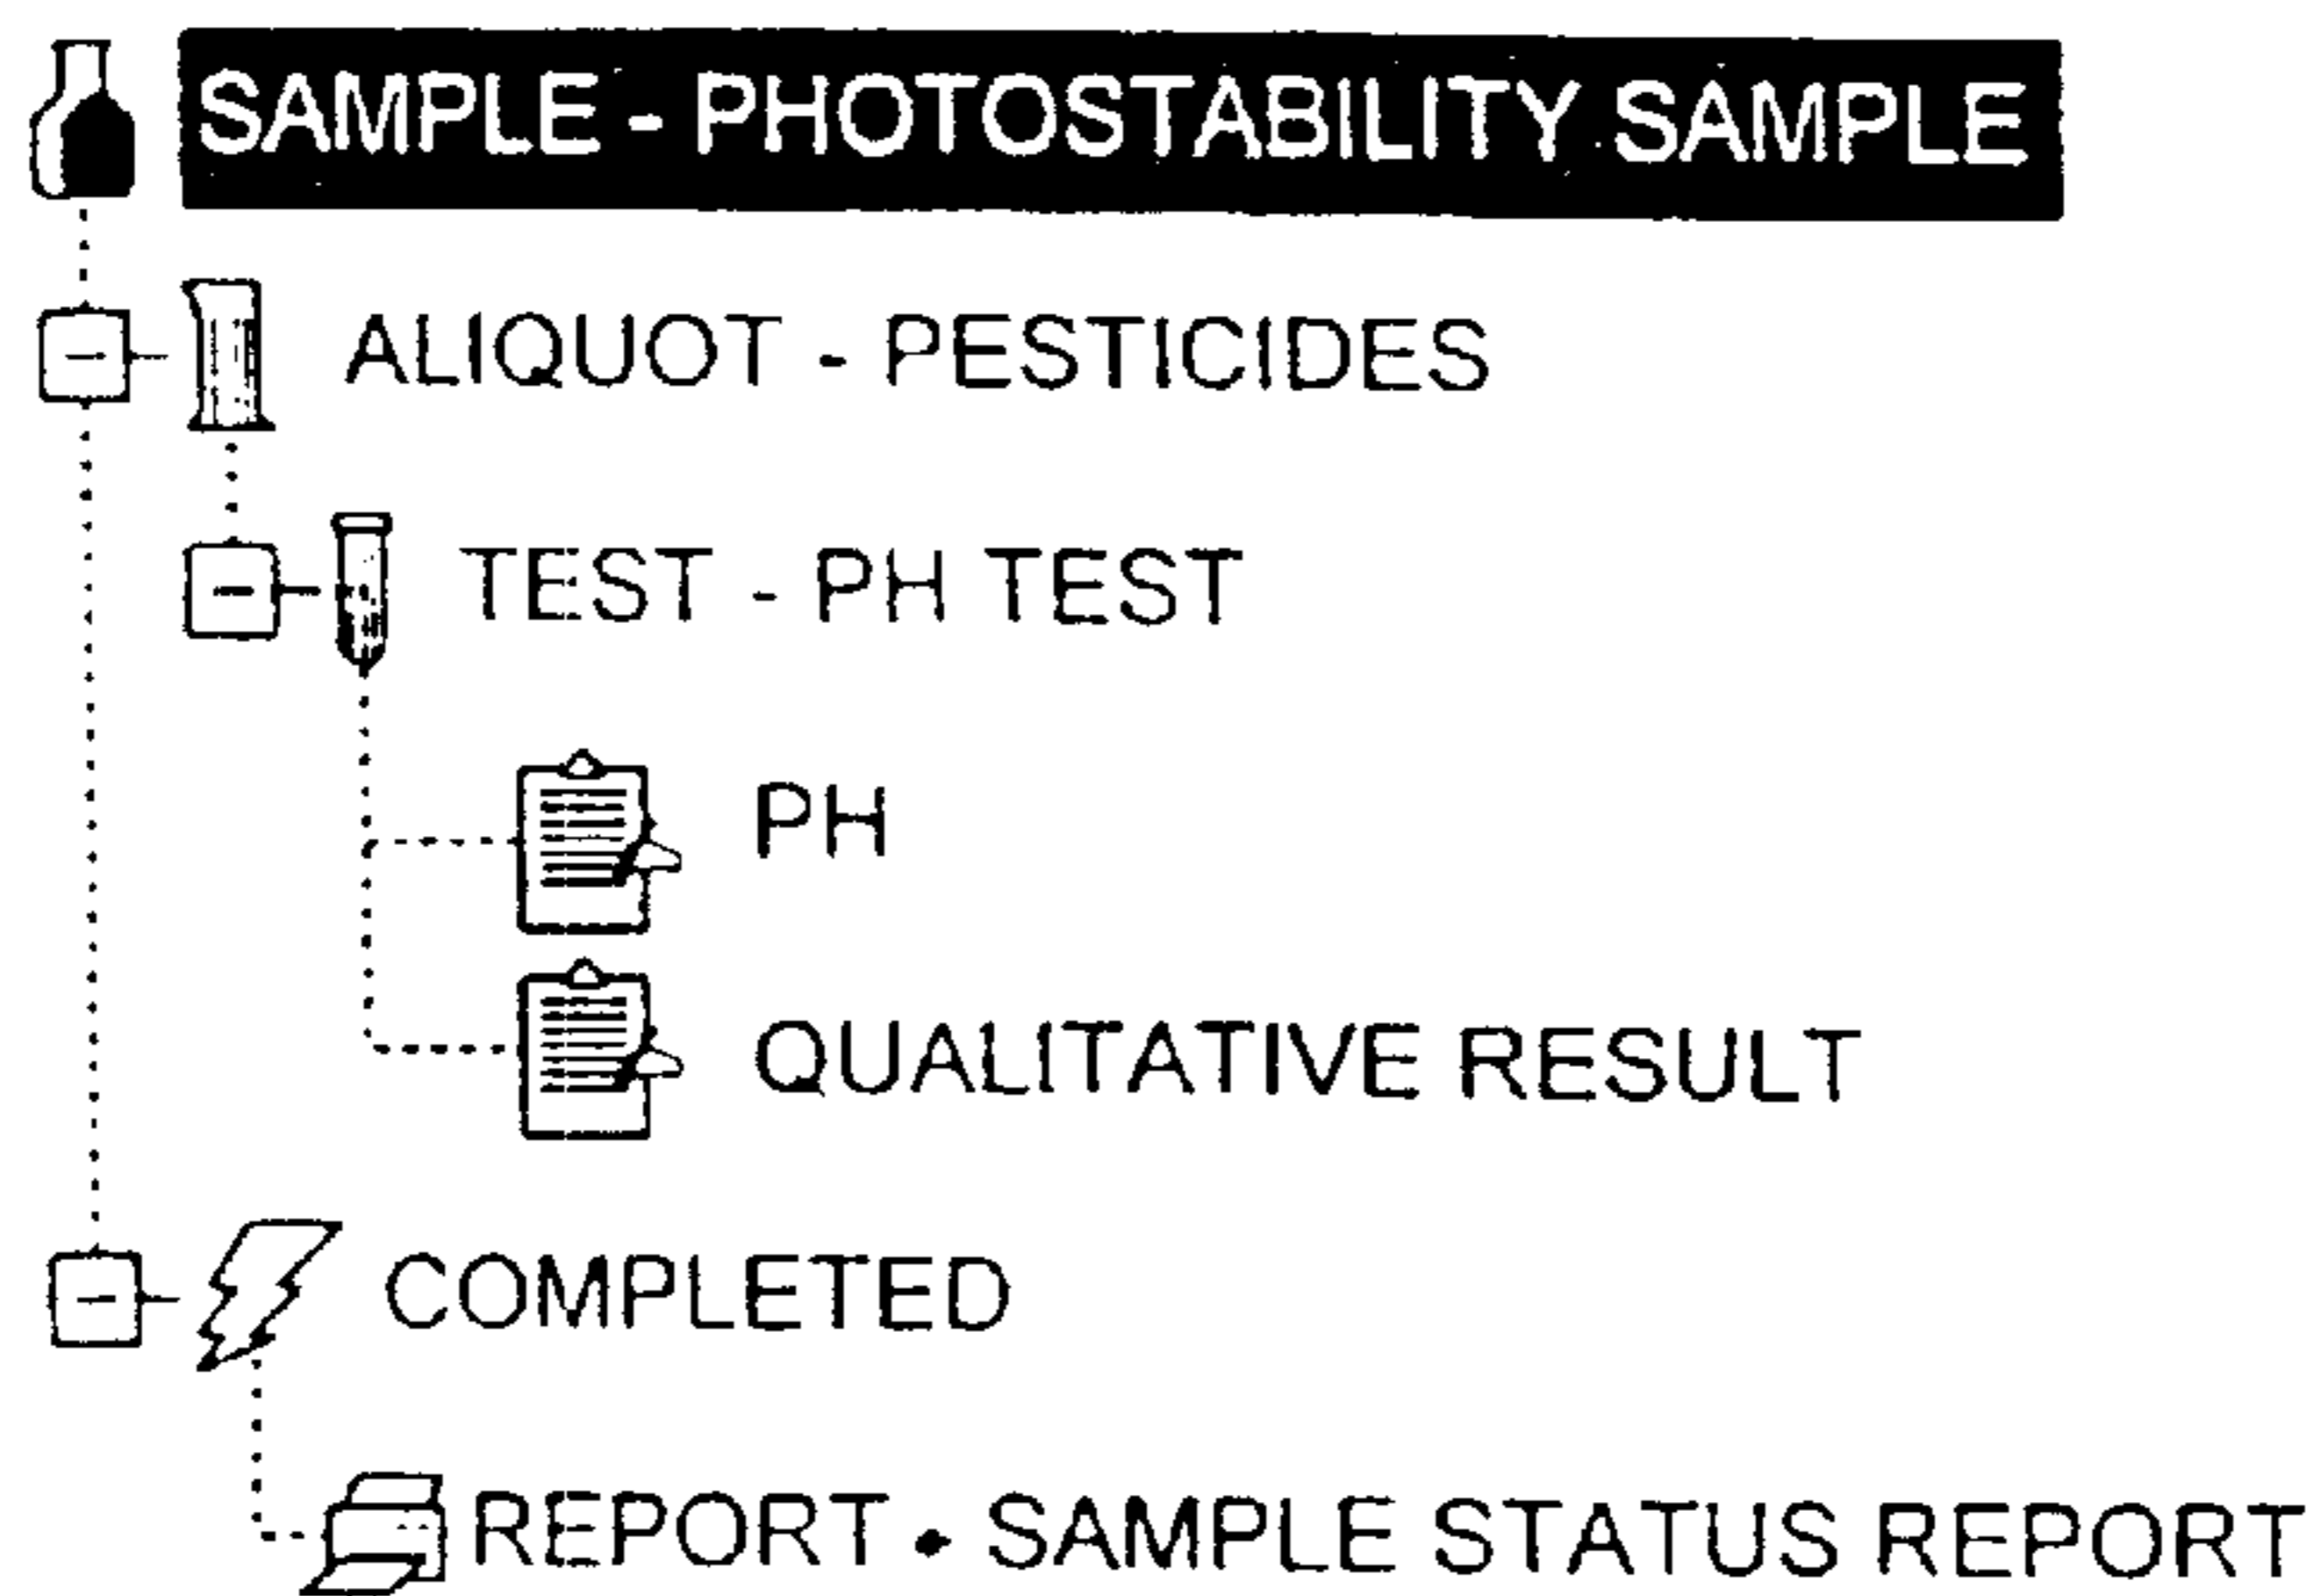 SAMPLE - PHOTOSTABILITY SAMPLE
ALIQUOT - PESTICIDES
TEST - PH TEST
PH
QUALITATIVE RESULT
COMPLETED
REPORT • SAMPLE STATUS REPORT